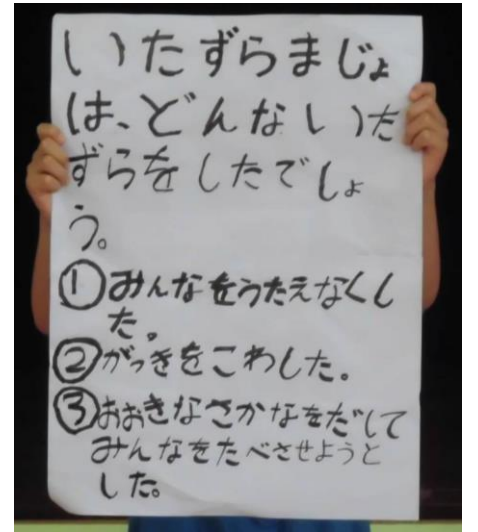 いたずらまじょ
は、どんないた
ずらをしたでしょ
う。
①みんなをうたえなくし
た。
②がっきをこわした。
③おおきなさかなをだして
みんなをたべさせようと
した。